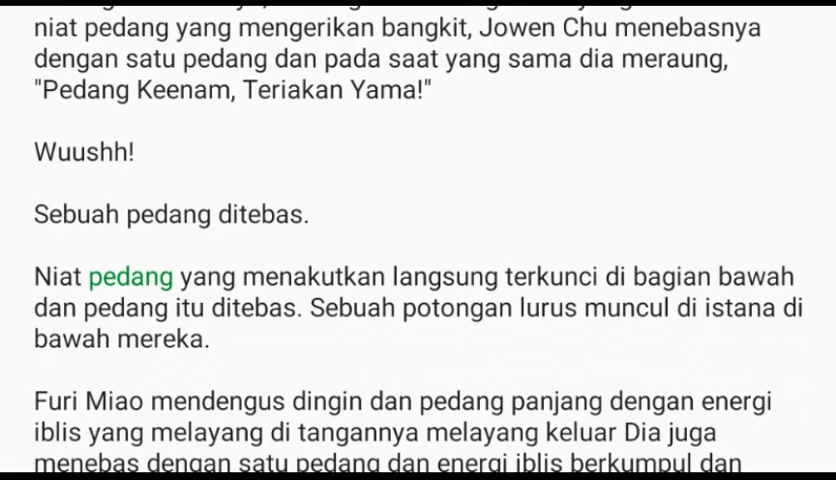 niat pedang yang mengerikan bangkit, Jowen Chu menebasnya
dengan satu pedang dan pada saat yang sama dia meraung,
"Pedang Keenam, Teriakan Yama!"
Wuushh!
Sebuah pedang ditebas.
Niat pedang yang menakutkan langsung terkunci di bagian bawah
dan pedang itu ditebas. Sebuah potongan lurus muncul di istana di
bawah mereka.
Furi Miao mendengus dingin dan pedang panjang dengan energi
iblis yang melayang di tangannya melayang keluar Dia juga
menebas dengan satu pedang dan energi iblis berkumpul dan